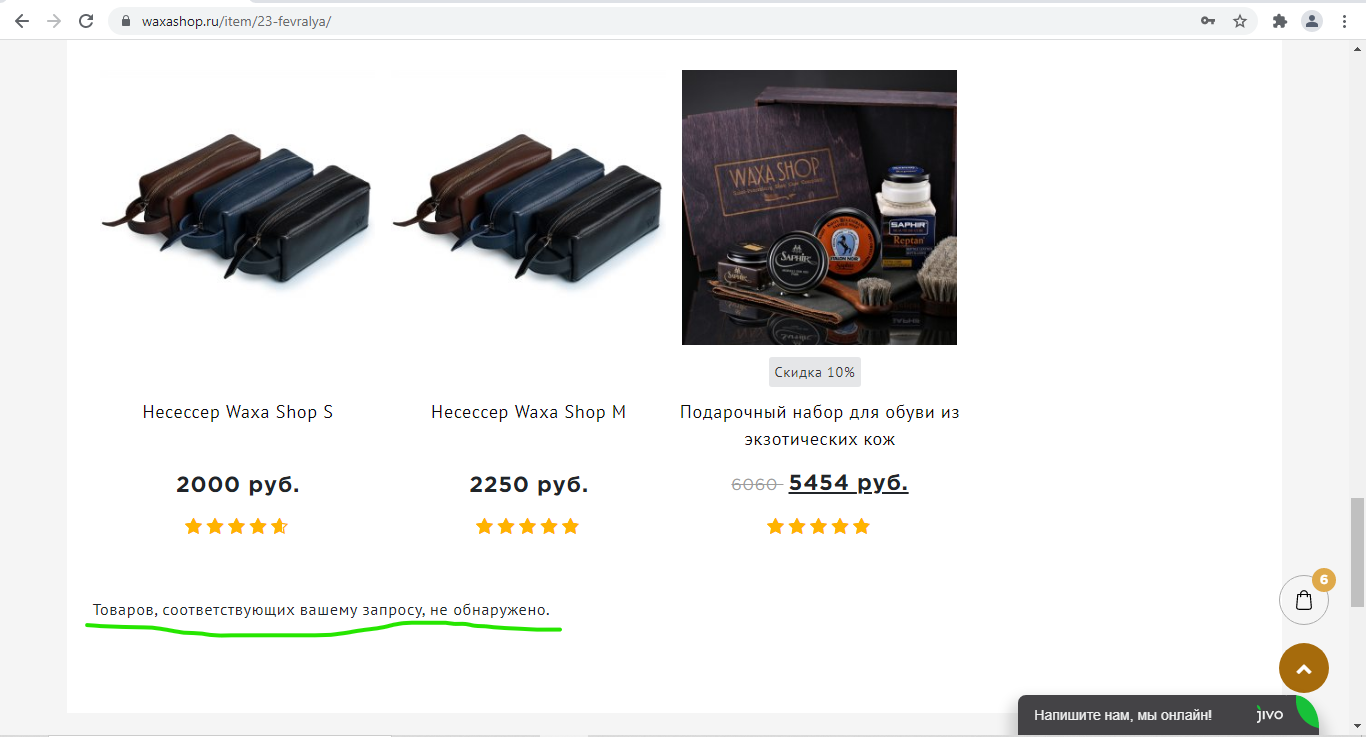 waxashop.ru/item/23-fevralya/
WAXA SHOP
SAPHIR
Reptan
SAPHIR
Скидка 10%
Несессер Waxa Shop S
Несессер Waxa Shop M
Подарочный набор для обуви из
экзотических кож
2000 руб.
2250 руб.
6060 5454 руб.
Товаров, соответствующих вашему запросу, не обнаружено.
6
Напишите нам, мы онлайн!
jivo